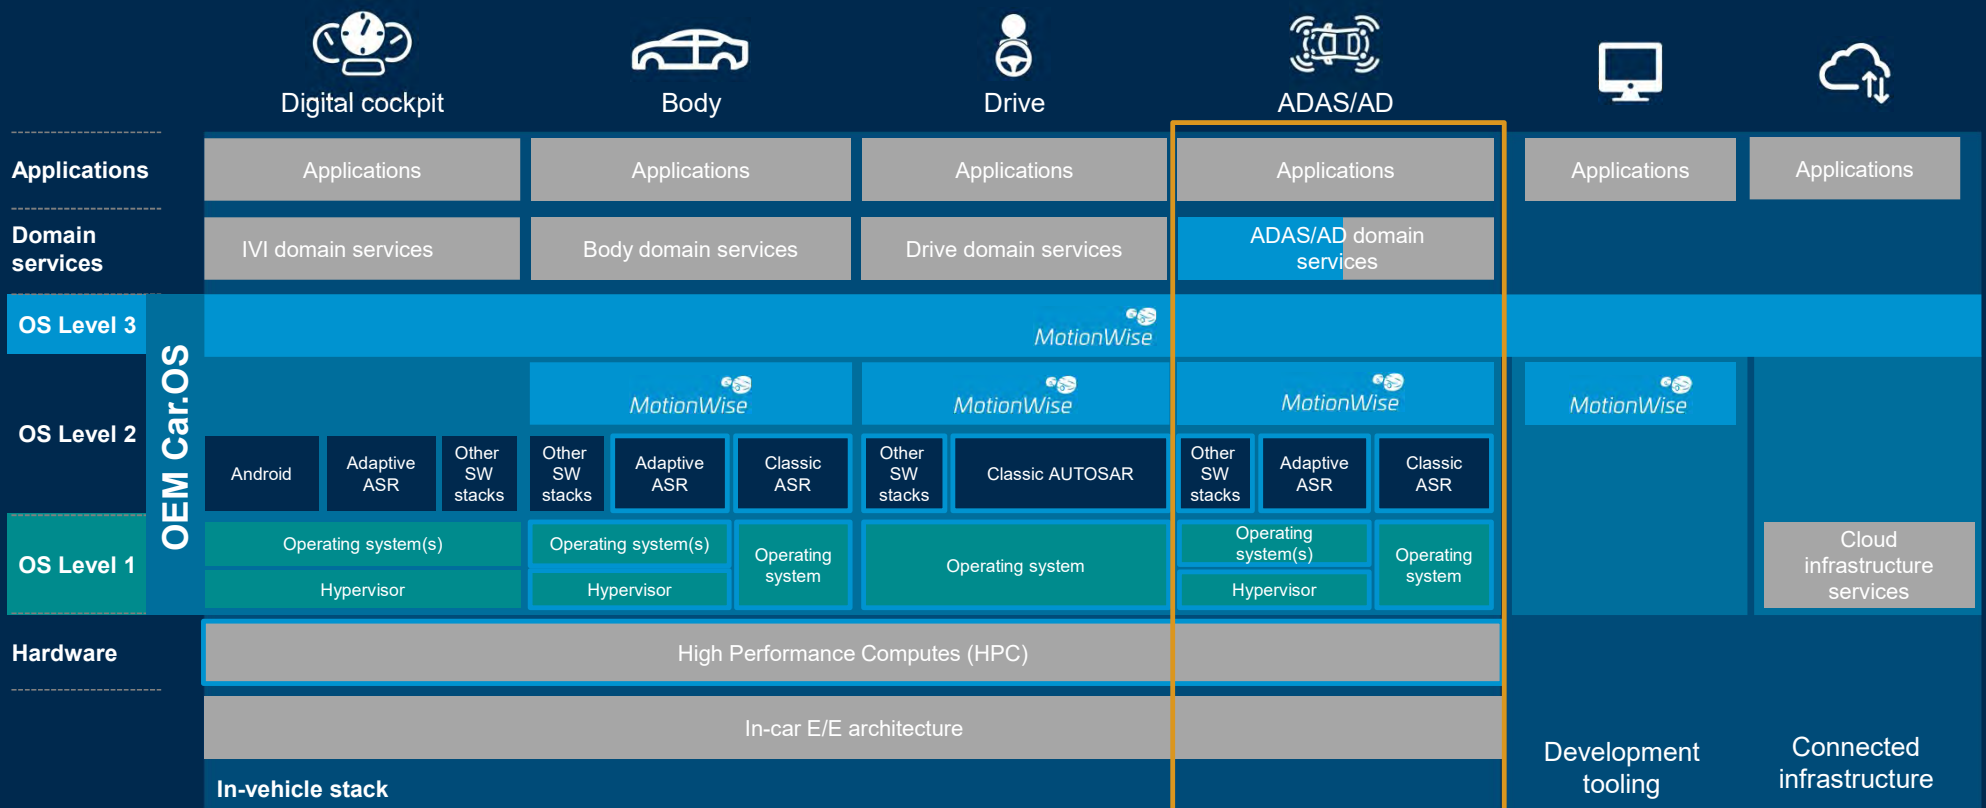 Digital cockpit
Body
Drive
ADAS/AD
Applications
Applications
Applications
Applications
Applications
Applications
Applications
Domain
services
IVI domain services
Body domain services
Drive domain services
ADAS/AD domain
services
OS Level 3
MotionWise
OEM Car.OS
OS Level 2
MotionWise
MotionWise
MotionWise
MotionWise
Android
Adaptive
ASR
Other
SW
stacks
Other
SW
stacks
Adaptive
ASR
Classic
ASR
Other
SW
stacks
Classic AUTOSAR
Other
SW
stacks
Adaptive
ASR
Classic
ASR
OS Level 1
Operating system(s)
Hypervisor
Operating system(s)
Hypervisor
Operating
system
Operating system
Operating
system(s)
Hypervisor
Operating
system
Cloud
infrastructure
services
Hardware
High Performance Computes (HPC)
In-car E/E architecture
In-vehicle stack
Development
tooling
Connected
infrastructure